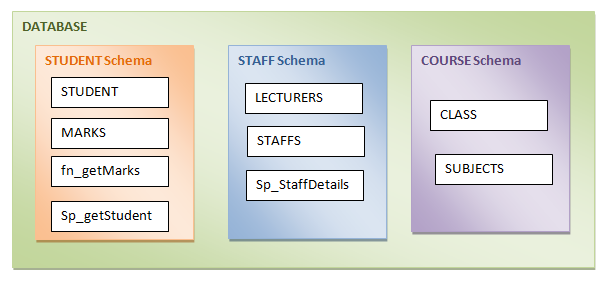 DATABASE
STUDENT Schema
STUDENT
MARKS
fn_getMarks
Sp_getStudent
STAFF Schema
LECTURERS
STAFFS
Sp_StaffDetails
COURSE Schema
CLASS
SUBJECTS